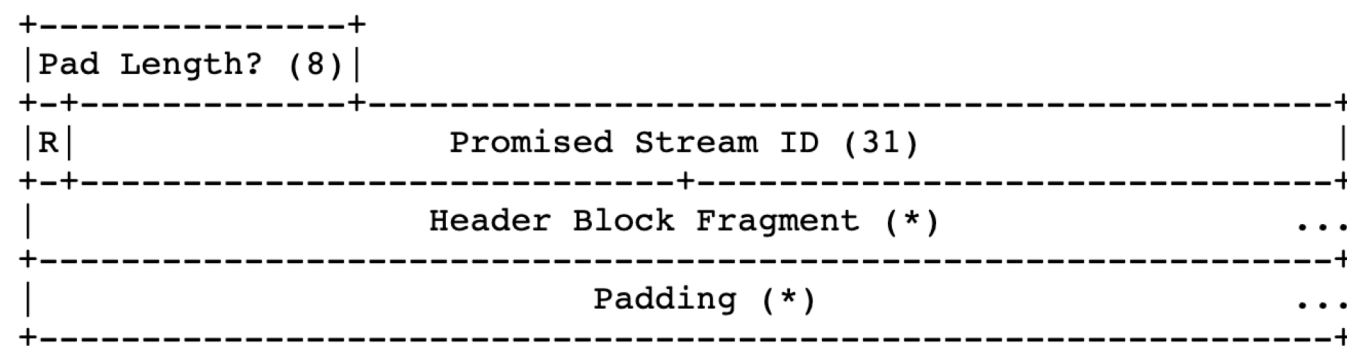 +---------------+
|Pad Length? (8)|
+-+-------------+-----------------------------------------------+
|R|                  Promised Stream ID (31)                    |
+-+-----------------------------+-------------------------------+
|                   Header Block Fragment (*)                 ...
+---------------------------------------------------------------+
|                           Padding (*)                       ...
+---------------------------------------------------------------+